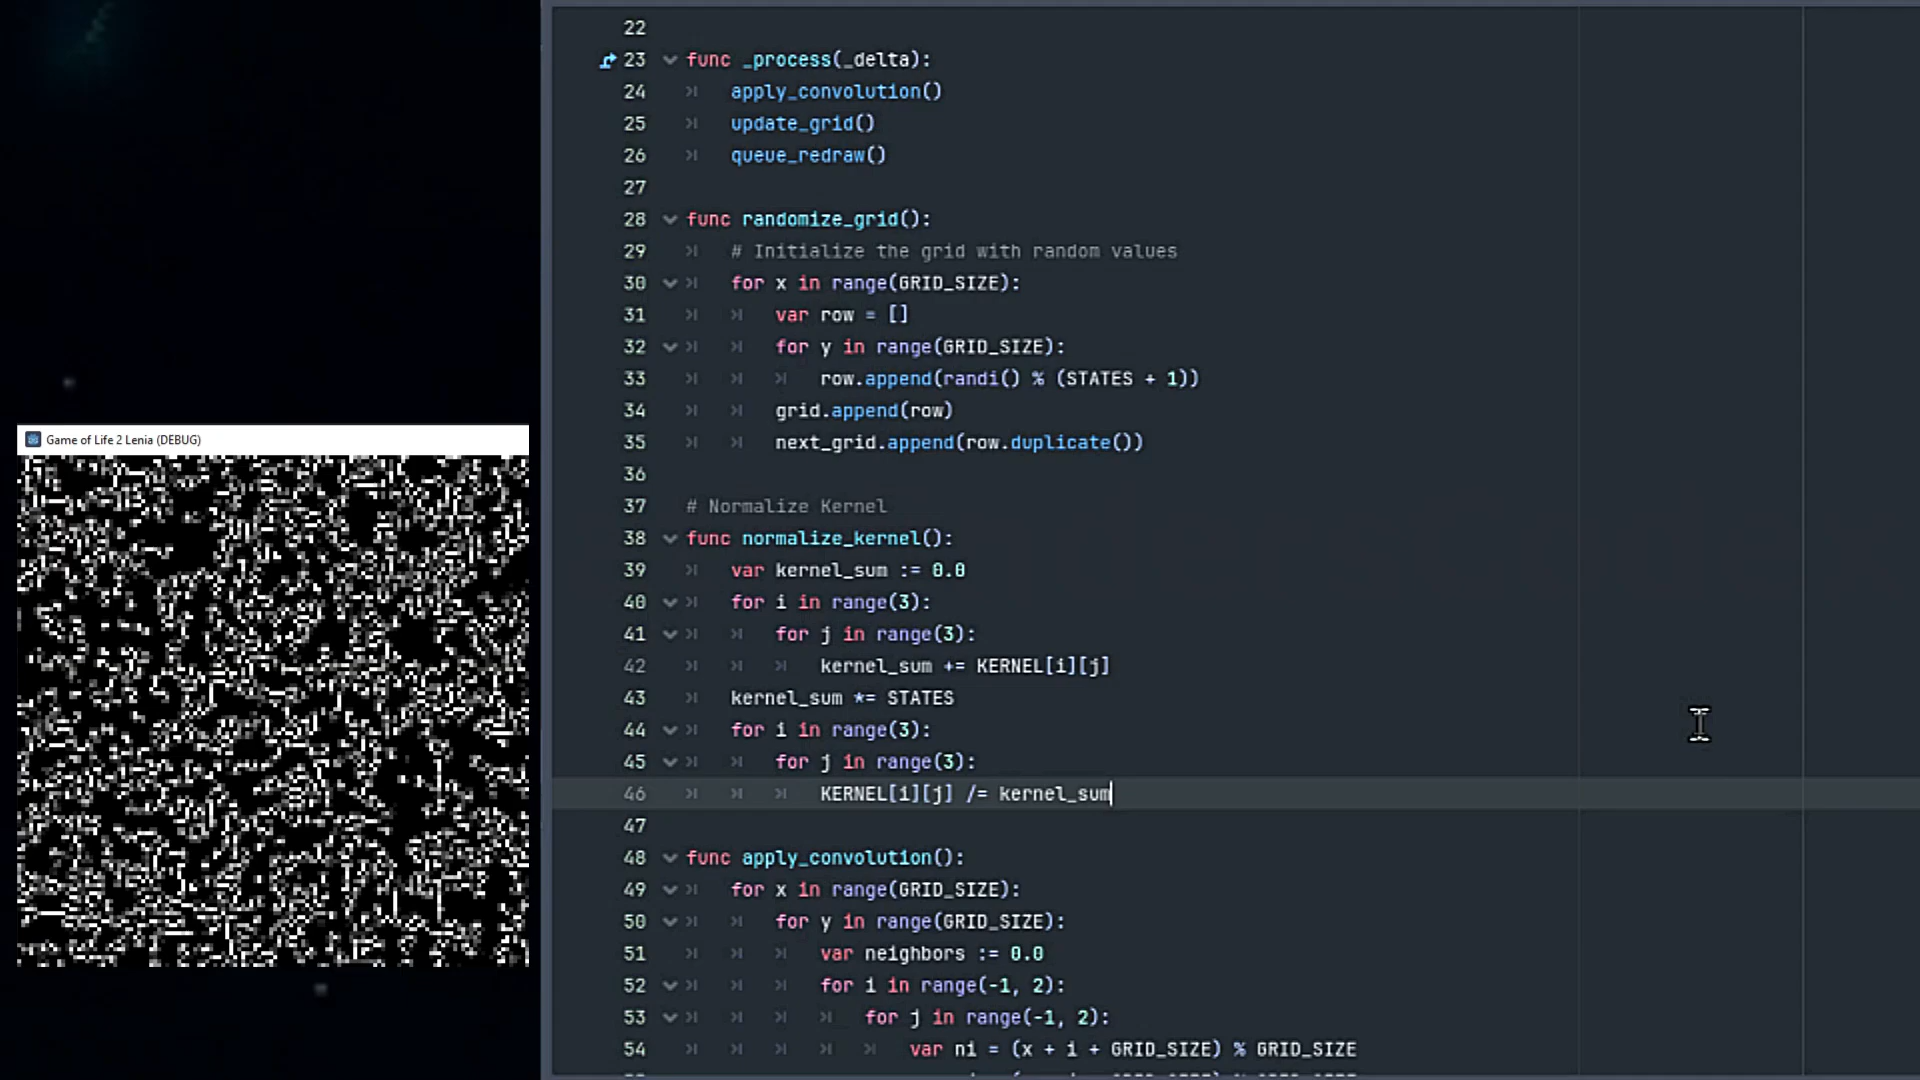 22
23 func _process(_delta):
24 apply_convolution()
25 update_grid()
26 queue_redraw()
27
28 func randomize_grid():
29 # Initialize the grid with random values
30 for x in range(GRID_SIZE):
31 var row = []
32 for y in range(GRID_SIZE):
33 row.append(randi() % (STATES + 1))
34 grid.append(row)
35 next_grid.append(row.duplicate())
36
37 # Normalize Kernel
38 func normalize_kernel():
39 var kernel_sum := 0.0
40 for i in range(3):
41 for j in range(3):
42 kernel_sum += KERNEL[i][j]
43 kernel_sum *= STATES
44 for i in range(3):
45 for j in range(3):
46 KERNEL[i][j] /= kernel_sum
47
48 func apply_convolution():
49 for x in range(GRID_SIZE):
50 for y in range(GRID_SIZE):
51 var neighbors := 0.0
52 for i in range(-1, 2):
53 for j in range(-1, 2):
54 var ni = (x + i + GRID_SIZE) % GRID_SIZE
Game of Life 2 Lenia (DEBUG)